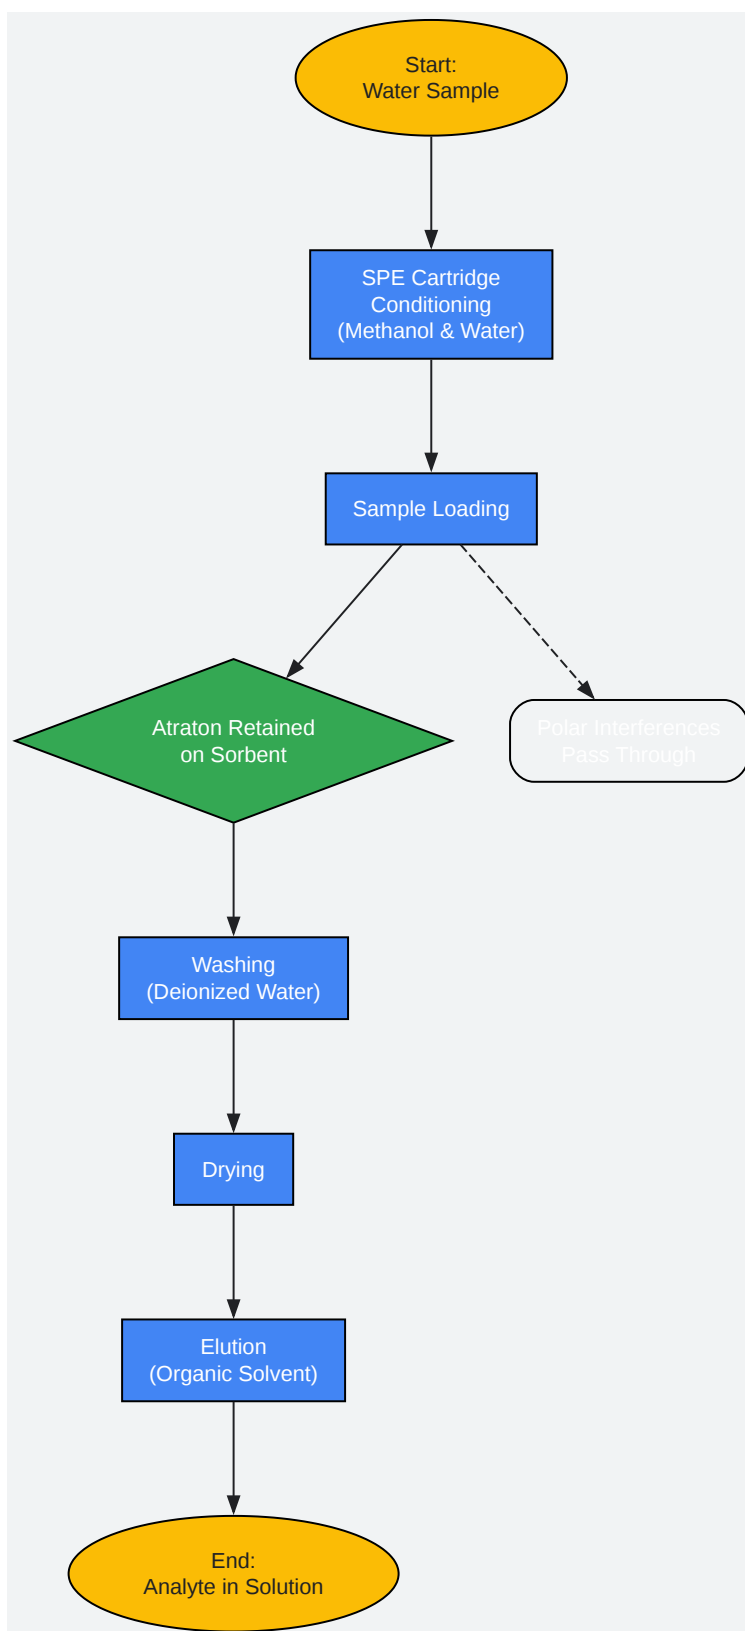 Start:
Water Sample
SPE Cartridge
Conditioning
(Methanol & Water)
Sample Loading
Atraton Retained
on Sorbent
Polar Interferences
Pass Through
Washing
(Deionized Water)
Drying
Elution
(Organic Solvent)
End:
Analyte in Solution